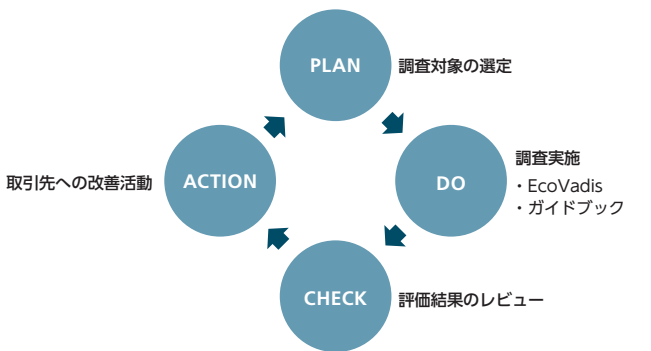 PLAN
調査対象の選定
DO
調査実施
・EcoVadis
・ガイドブック
CHECK
評価結果のレビュー
ACTION
取引先への改善活動